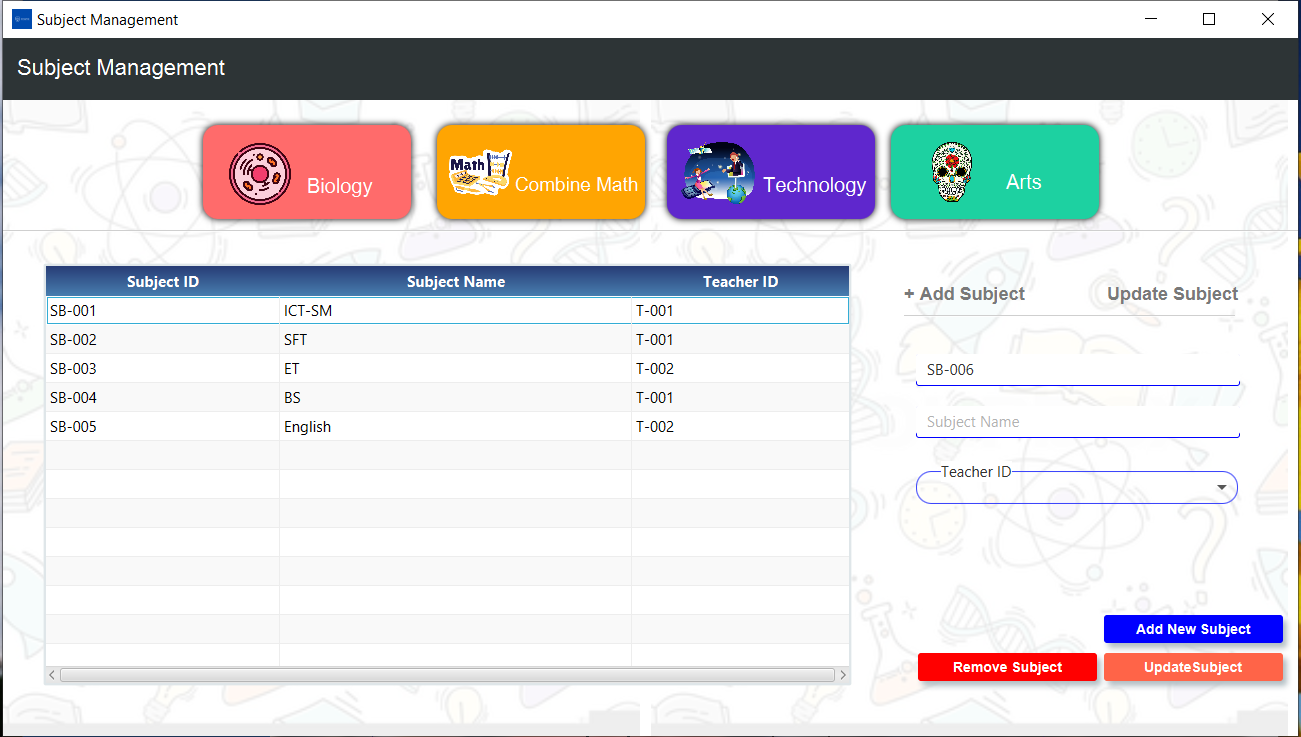 Subject Management
Subject Management
Biology
Math
Combine Math
Technology
Arts
Subject ID Subject Name Teacher ID
SB-001 ICT-SM T-001
SB-002 SFT T-001
SB-003 ET T-002
SB-004 BS T-001
SB-005 English T-002
+ Add Subject Update Subject
SB-006
Subject Name
Teacher ID
Add New Subject
Remove Subject UpdateSubject